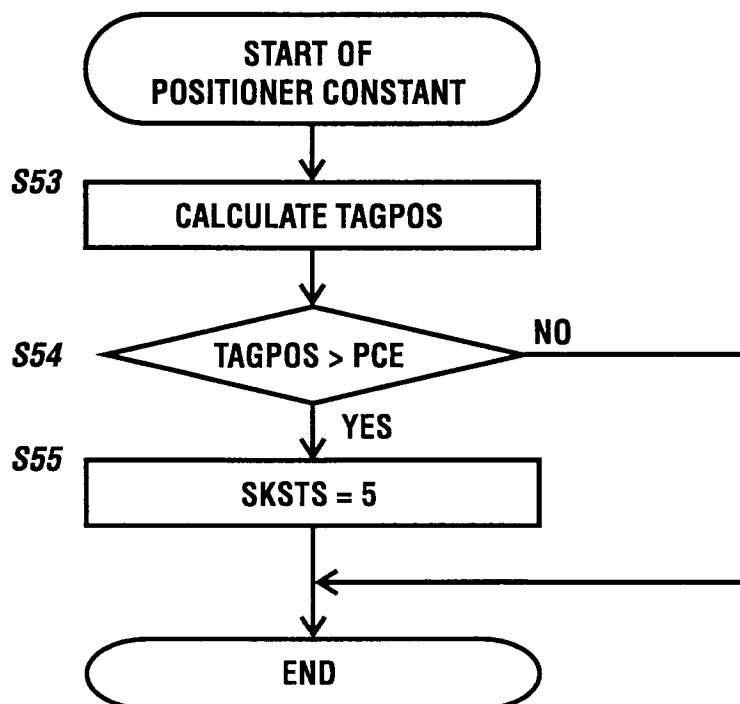 START OF
POSITIONER CONSTANT
S53
CALCULATE TAGPOS
S54
TAGPOS > PCE
NO
YES
S55
SKSTS = 5
END